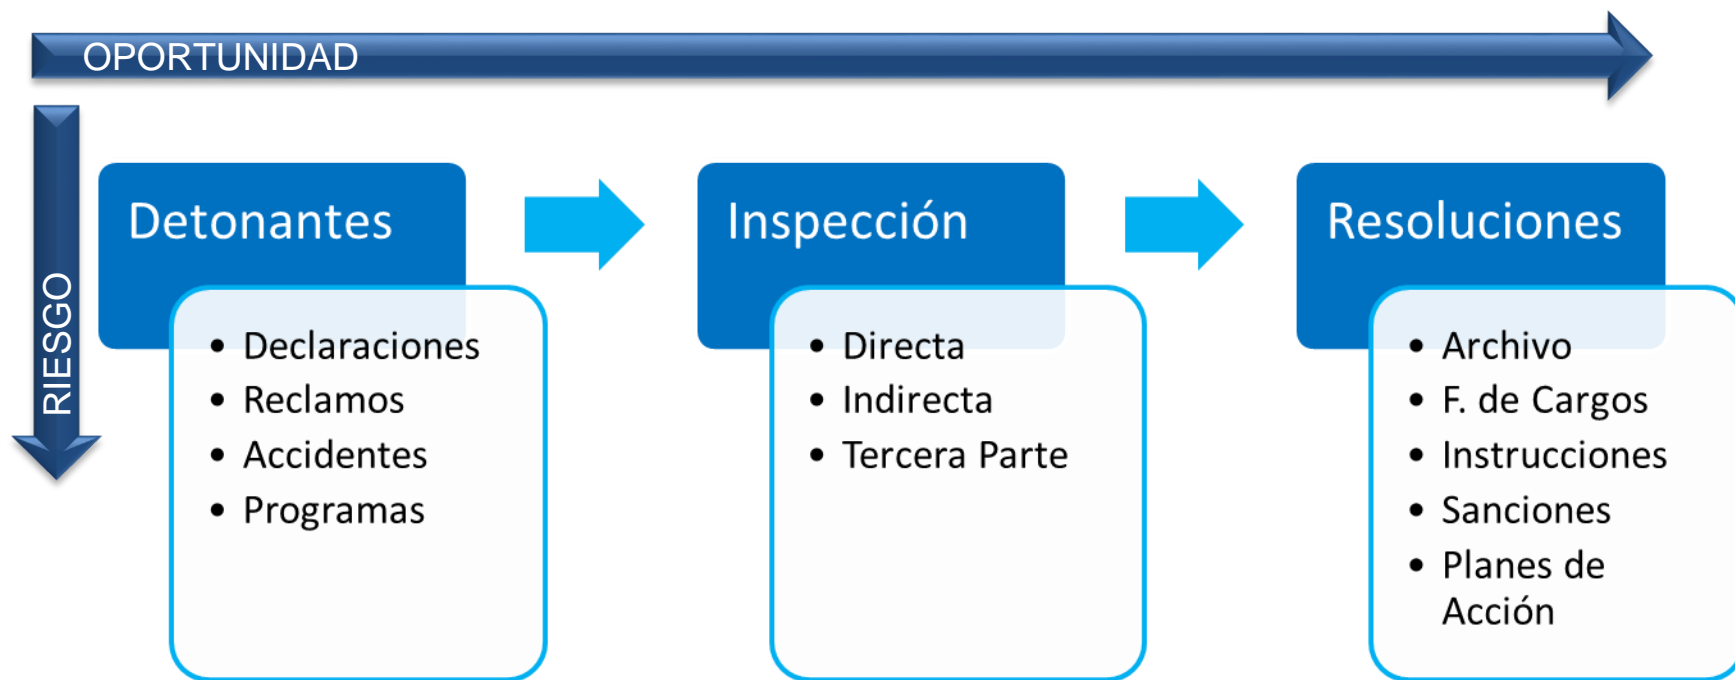 OPORTUNIDAD
RIESGO
Detonantes
• Declaraciones
• Reclamos
• Accidentes
• Programas
Inspección
• Directa
• Indirecta
• Tercera Parte
Resoluciones
• Archivo
• F. de Cargos
• Instrucciones
• Sanciones
• Planes de
Acción